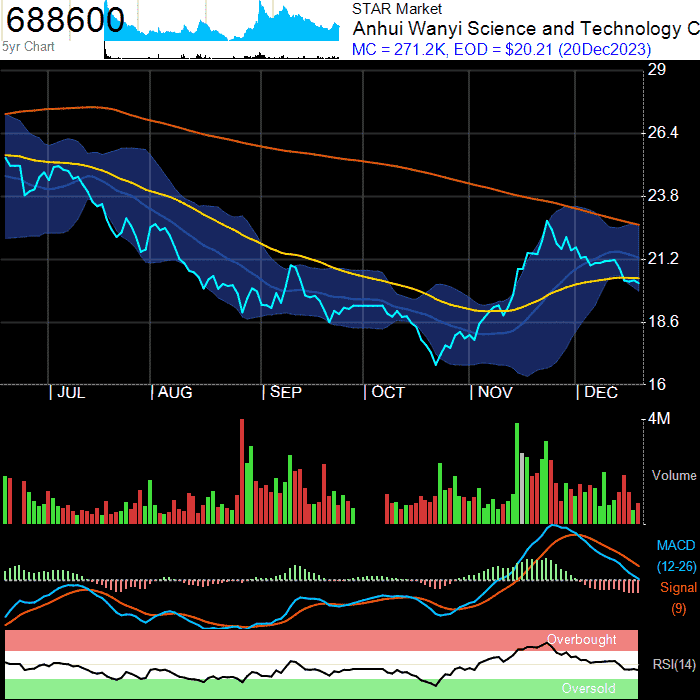 688600
5yr Chart
STAR Market
Anhui Wanyi Science and Technology C
MC = 271.2K, EOD = $20.21 (20Dec2023)
29
26.4
23.8
21.2
18.6
16
JUL AUG SEP OCT NOV DEC
4M
Volume
MACD
(12-26)
Signal
(9)
Overbought
RSI(14)
Oversold